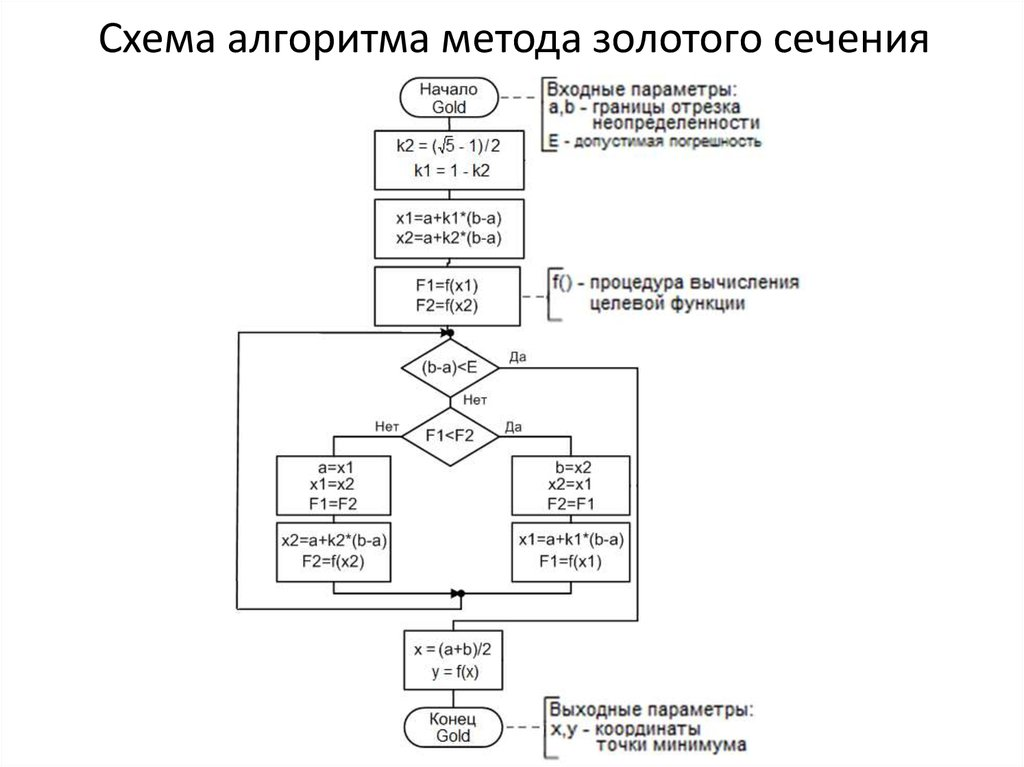 Схема алгоритма метода золотого сечения
Начало
Gold
Входные параметры:
a,b - границы отрезка
неопределенности
E - допустимая погрешность
k2 = (√5 - 1)/2
k1 = 1 - k2
x1=a+k1*(b-a)
x2=a+k2*(b-a)
F1=f(x1)
F2=f(x2)
f() - процедура вычисления
целевой функции
(b-a)<E
Да
Нет
F1<F2
Нет
Да
a=x1
x1=x2
F1=F2
b=x2
x2=x1
F2=F1
x2=a+k2*(b-a)
F2=f(x2)
x1=a+k1*(b-a)
F1=f(x1)
x = (a+b)/2
y = f(x)
Конец
Gold
Выходные параметры:
x,y - координаты
точки минимума